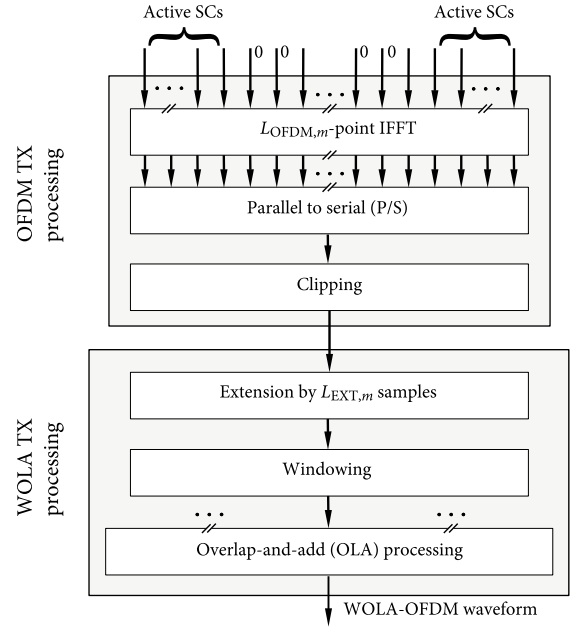 Active SCs Active SCs
0 0 0 0
. . . . . . . . .
L_OFDM,m-point IFFT
. . .
Parallel to serial (P/S)
Clipping
OFDM TX
processing
Extension by L_EXT,m samples
Windowing
. . . . . .
Overlap-and-add (OLA) processing
WOLA TX
processing
WOLA-OFDM waveform